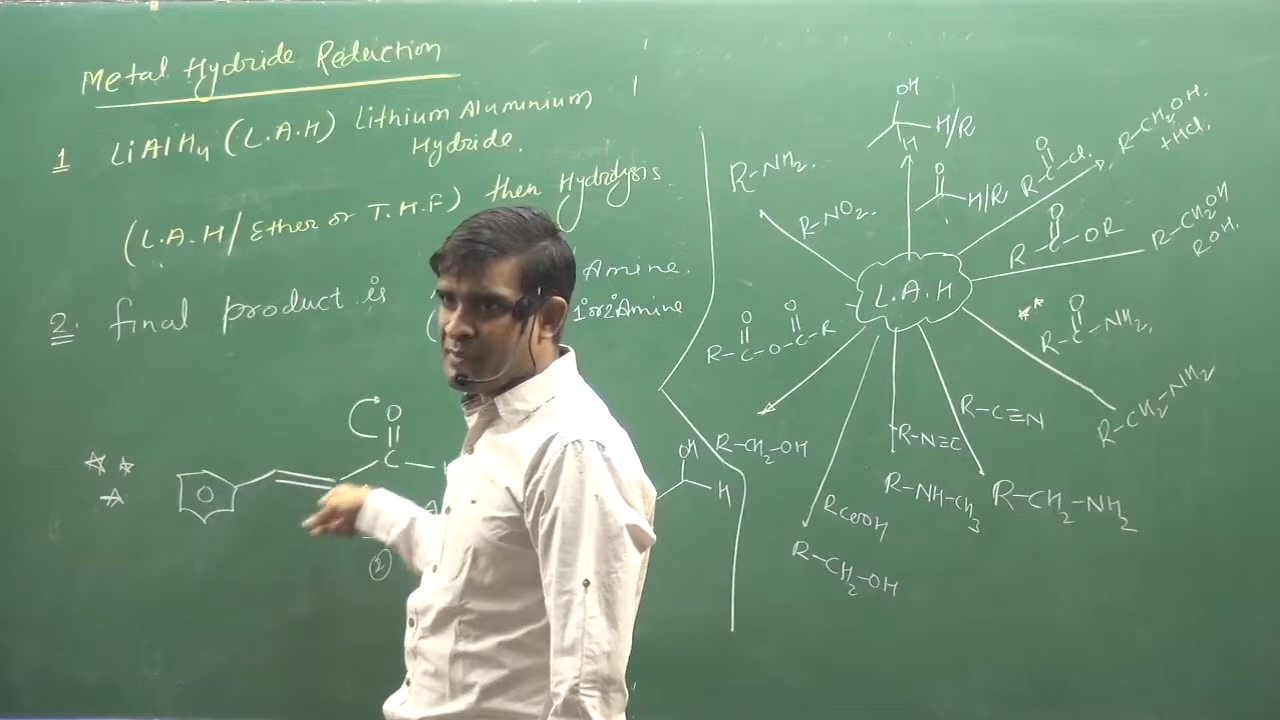 Metal Hydride Reduction
1 LiAlH4 (L.A.H) Lithium Aluminium
Hydride.
(L.A.H/Ether or T.H.F) then Hydrolysis
2. final product is
Amine.
( 1° or 2° Amine
O
C
②
OH
H
OH
H/R
H
O
H/R
R-NH2.
R-NO2.
O
R-C-Cl.
R-CH2OH.
+HCl.
O
R-C-OR
R-CH2OH
ROH.
L.A.H
O
R-C-NH2.
R-CH2-NH2
O O
R-C-O-C-R
R-CH2-OH
R-C≡N
R-CH2-NH2
R-N≡C
R-NH-CH3
RCOOH
R-CH2-OH